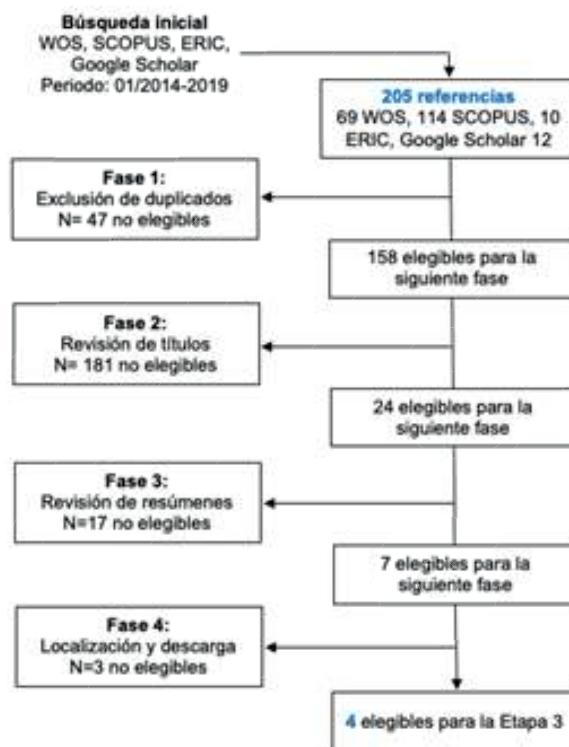 Búsqueda inicial
WOS, SCOPUS, ERIC,
Google Scholar
Periodo: 01/2014-2019
205 referencias
69 WOS, 114 SCOPUS, 10
ERIC, Google Scholar 12
Fase 1:
Exclusión de duplicados
N= 47 no elegibles
158 elegibles para la
siguiente fase
Fase 2:
Revisión de títulos
N= 181 no elegibles
24 elegibles para la
siguiente fase
Fase 3:
Revisión de resúmenes
N=17 no elegibles
7 elegibles para la
siguiente fase
Fase 4:
Localización y descarga
N=3 no elegibles
4 elegibles para la Etapa 3